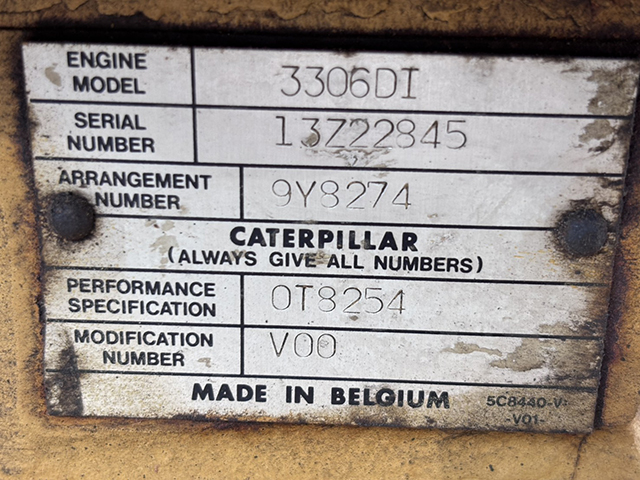 ENGINE MODEL 3306DI
SERIAL NUMBER 13Z22845
ARRANGEMENT NUMBER 9Y8274
CATERPILLAR
(ALWAYS GIVE ALL NUMBERS)
PERFORMANCE SPECIFICATION 0T8254
MODIFICATION NUMBER V00
MADE IN BELGIUM
5C8440-V
-V01-